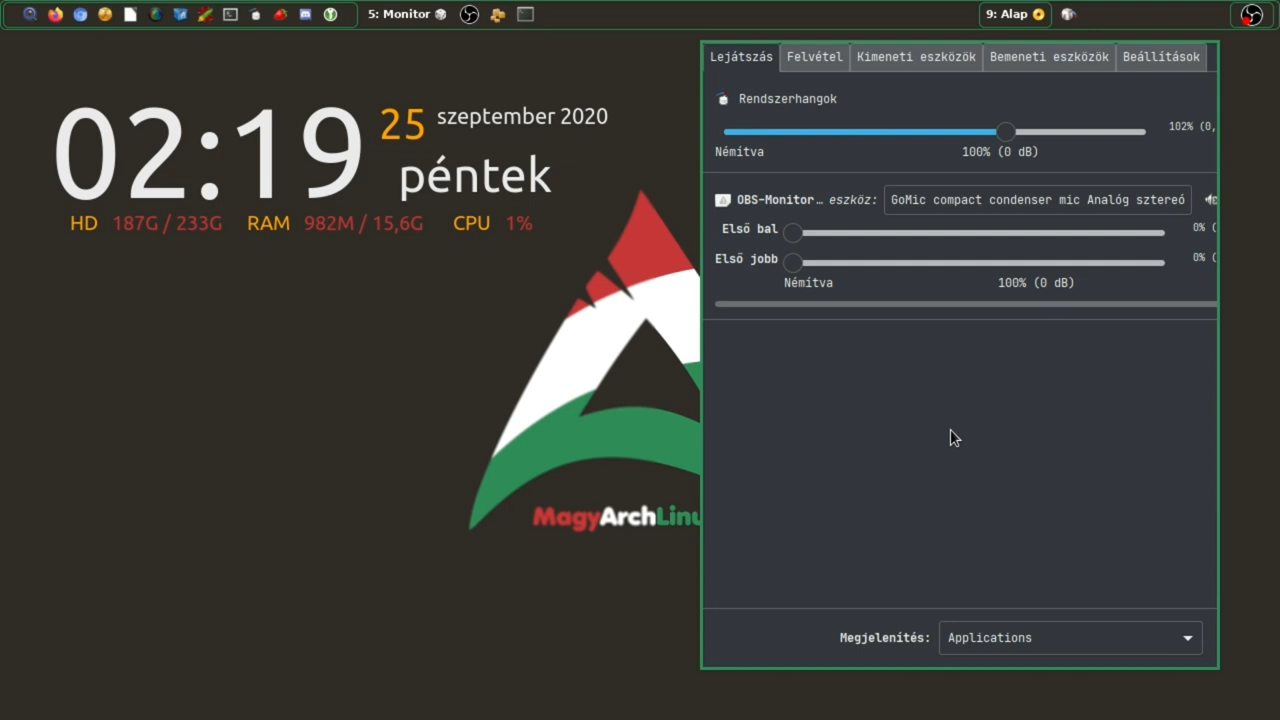 5: Monitor
9: Alap
02:19
25
szeptember 2020
péntek
HD 187G / 233G RAM 982M / 15,6G CPU 1%
MagyArchLinu
Lejátszás Felvétel Kimeneti eszközök Bemeneti eszközök Beállítások
Rendszerhangok
102% (0,
Némítva 100% (0 dB)
OBS-Monitor… eszköz: GoMic compact condenser mic Analóg sztereó
Első bal 0% (
Első jobb 0% (
Némítva 100% (0 dB)
Megjelenítés: Applications